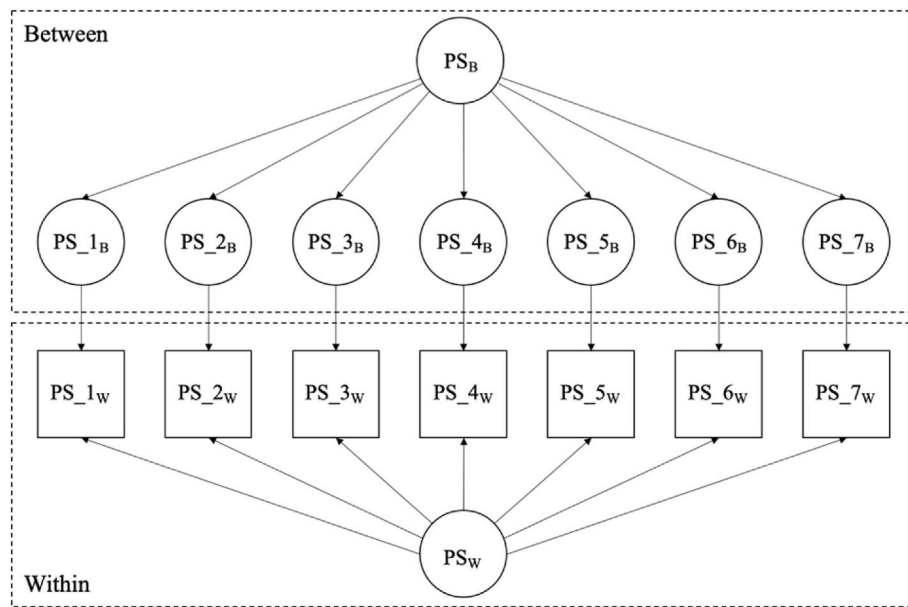 Between
PS_B
PS_1_B PS_2_B PS_3_B PS_4_B PS_5_B PS_6_B PS_7_B
PS_1_W PS_2_W PS_3_W PS_4_W PS_5_W PS_6_W PS_7_W
PS_W
Within